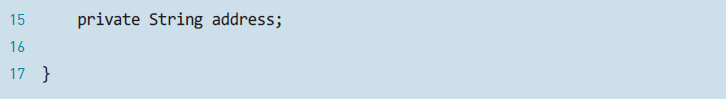 15    private String address;
16
17 }